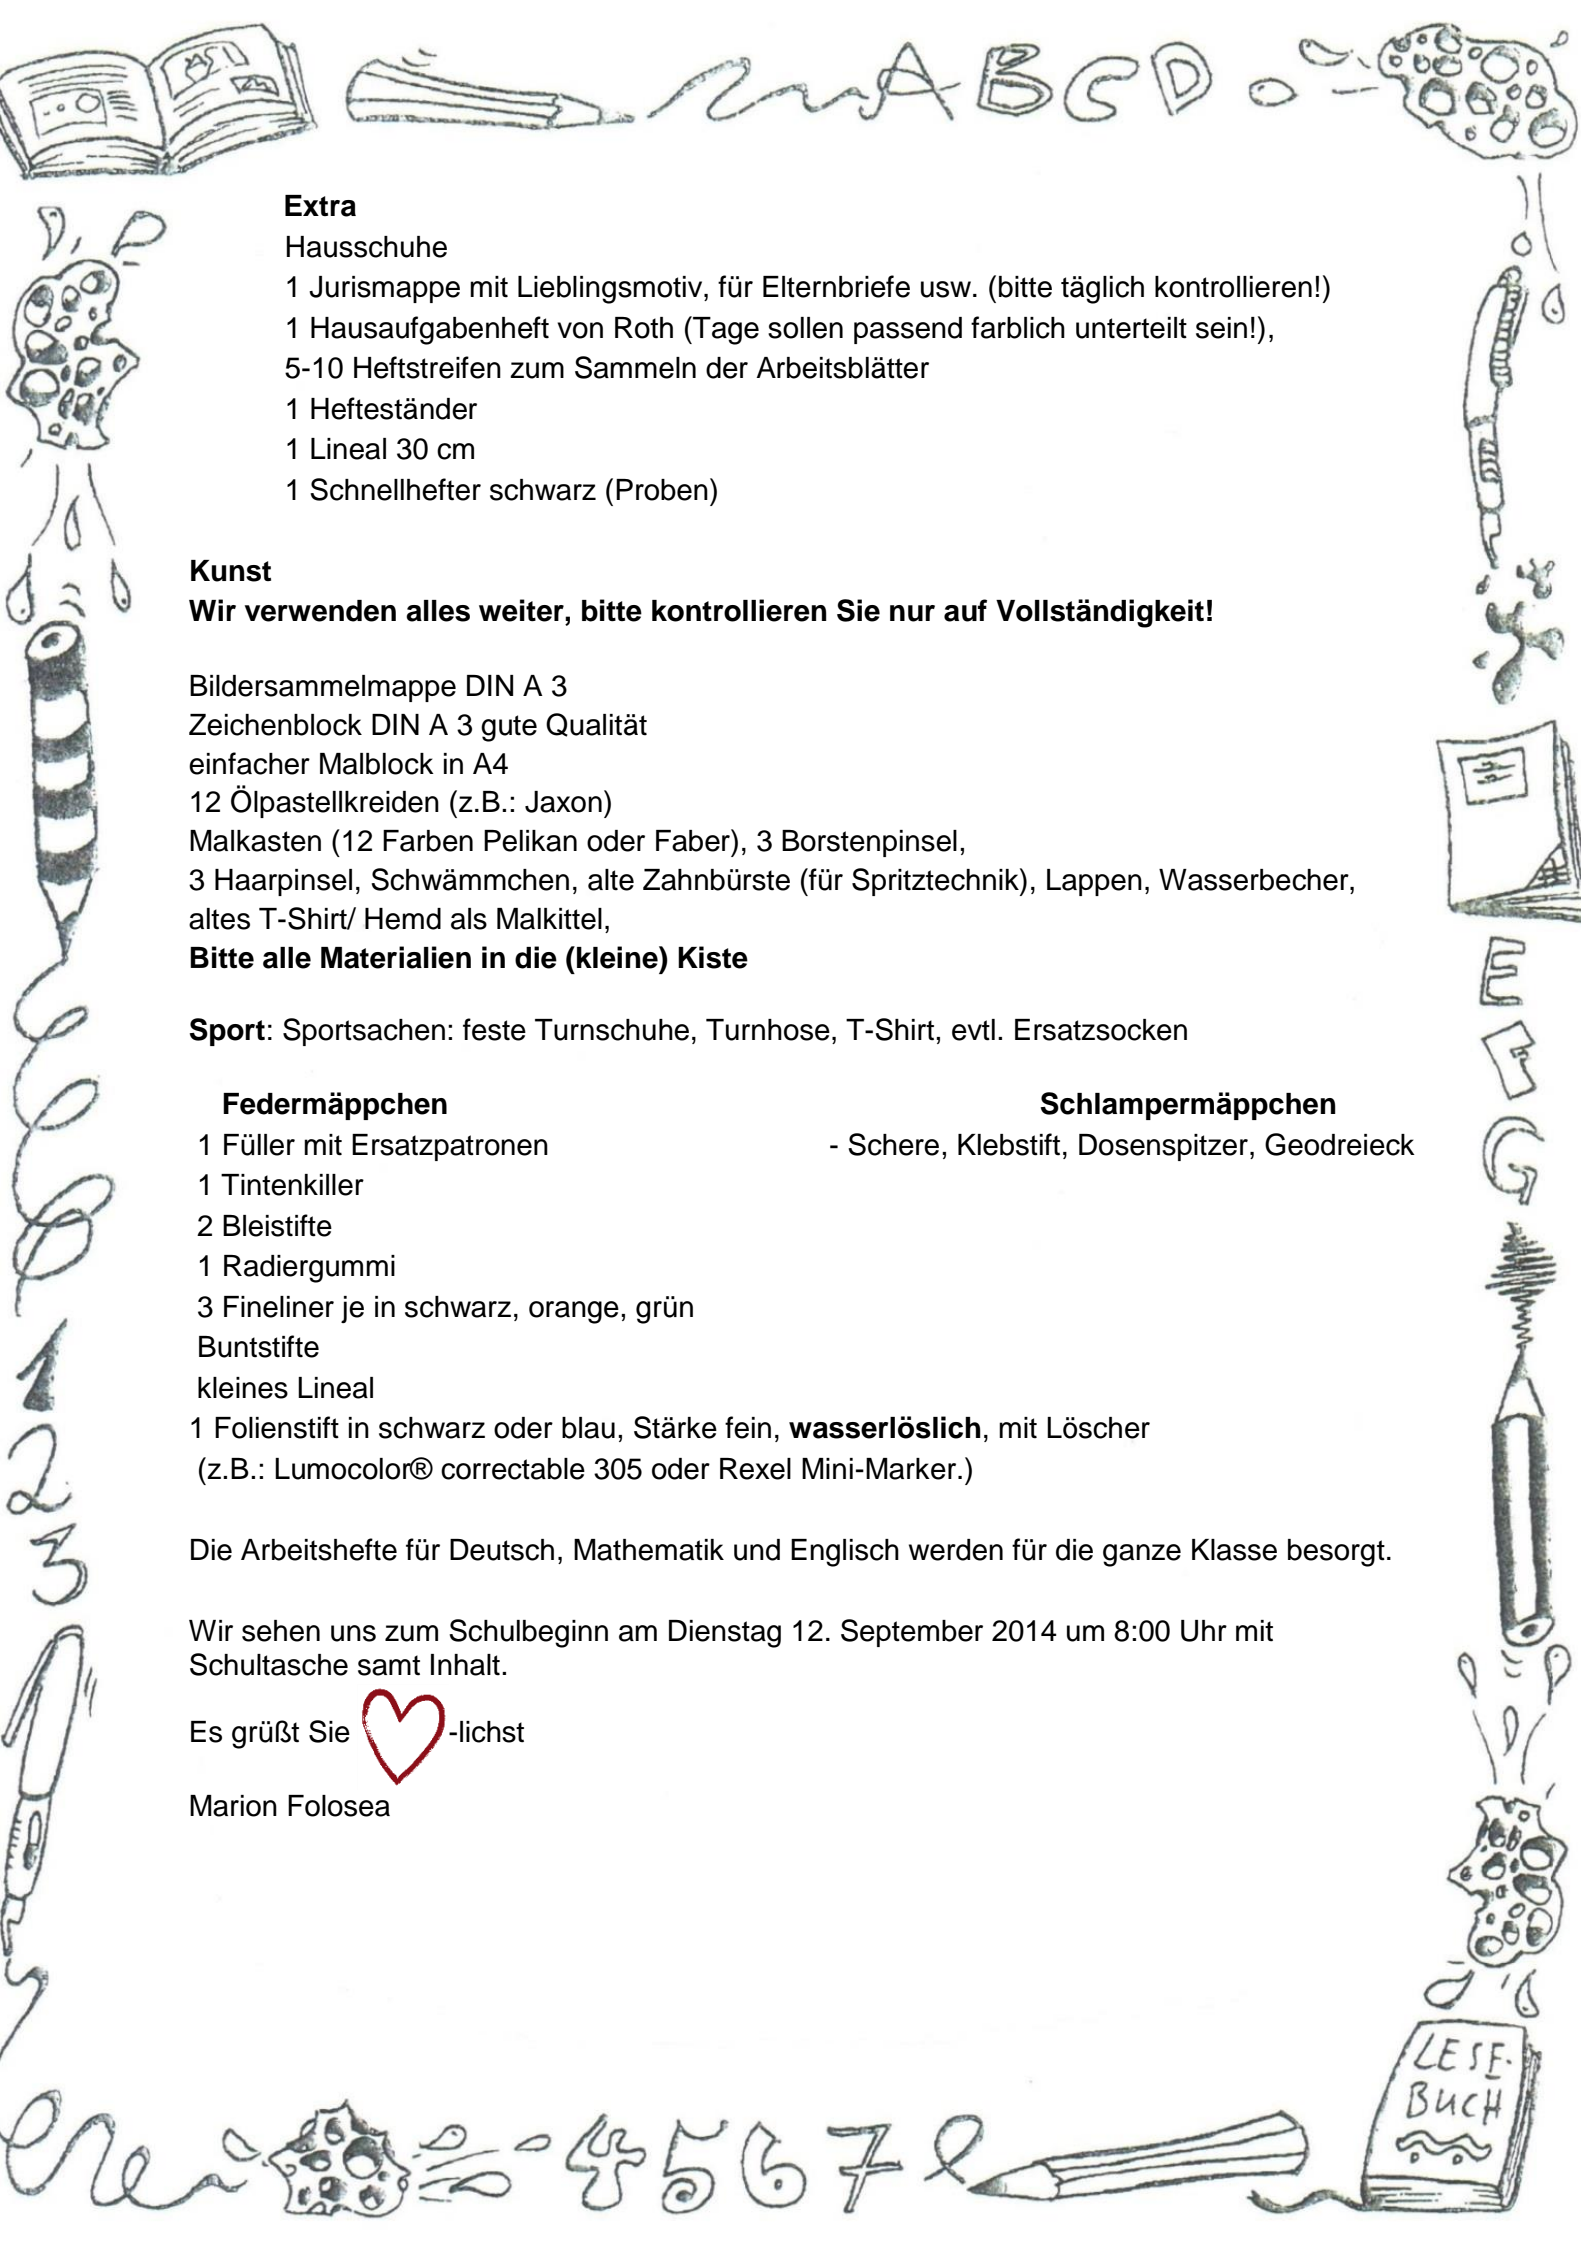 A B C D
Extra
Hausschuhe
1 Jurismappe mit Lieblingsmotiv, für Elternbriefe usw. (bitte täglich kontrollieren!)
1 Hausaufgabenheft von Roth (Tage sollen passend farblich unterteilt sein!),
5-10 Heftstreifen zum Sammeln der Arbeitsblätter
1 Hefteständer
1 Lineal 30 cm
1 Schnellhefter schwarz (Proben)
Kunst
Wir verwenden alles weiter, bitte kontrollieren Sie nur auf Vollständigkeit!
Bildersammelmappe DIN A 3
Zeichenblock DIN A 3 gute Qualität
einfacher Malblock in A4
12 Ölpastellkreiden (z.B.: Jaxon)
Malkasten (12 Farben Pelikan oder Faber), 3 Borstenpinsel,
3 Haarpinsel, Schwämmchen, alte Zahnbürste (für Spritztechnik), Lappen, Wasserbecher,
altes T-Shirt/ Hemd als Malkittel,
Bitte alle Materialien in die (kleine) Kiste
Sport: Sportsachen: feste Turnschuhe, Turnhose, T-Shirt, evtl. Ersatzsocken
Federmäppchen
1 Füller mit Ersatzpatronen
1 Tintenkiller
2 Bleistifte
1 Radiergummi
3 Fineliner je in schwarz, orange, grün
Buntstifte
kleines Lineal
1 Folienstift in schwarz oder blau, Stärke fein, wasserlöslich, mit Löscher
(z.B.: Lumocolor® correctable 305 oder Rexel Mini-Marker.)
Schlampermäppchen
- Schere, Klebstift, Dosenspitzer, Geodreieck
Die Arbeitshefte für Deutsch, Mathematik und Englisch werden für die ganze Klasse besorgt.
Wir sehen uns zum Schulbeginn am Dienstag 12. September 2014 um 8:00 Uhr mit
Schultasche samt Inhalt.
Es grüßt Sie -lichst
Marion Folosea
E
F
G
1
2
3
LESE-
BUCH
4 5 6 7